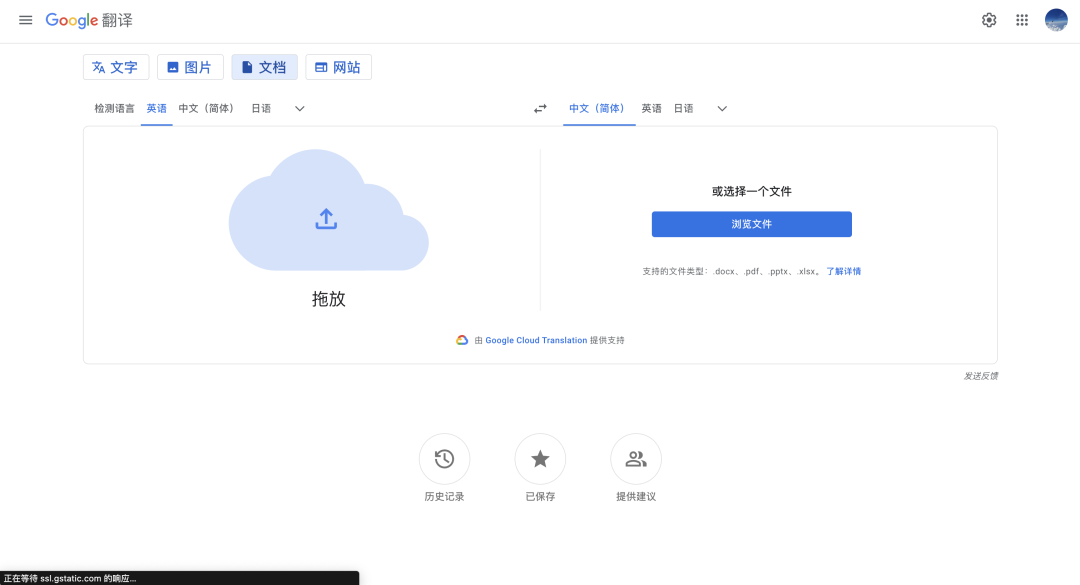 Google 翻译
文字 图片 文档 网站
检测语言 英语 中文（简体） 日语 中文（简体） 英语 日语
或选择一个文件
浏览文件
支持的文件类型：.docx、.pdf、.pptx、.xlsx。了解详情
拖放
由 Google Cloud Translation 提供支持
发送反馈
历史记录 已保存 提供建议
正在等待 ssl.gstatic.com 的响应...